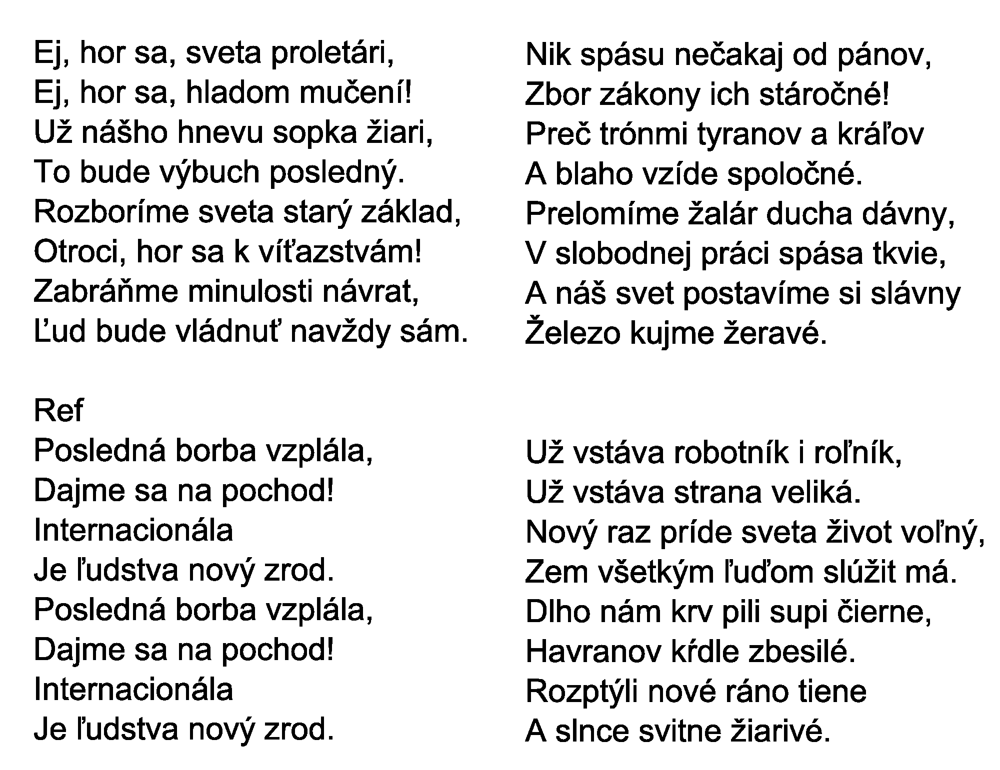 Ej, hor sa, sveta proletári,
Ej, hor sa, hladom mučení!
Už nášho hnevu sopka žiari,
To bude výbuch posledný.
Rozboríme sveta starý základ,
Otroci, hor sa k víťazstvám!
Zabráňme minulosti návrat,
Ľud bude vládnuť navždy sám.
Ref
Posledná borba vzplála,
Dajme sa na pochod!
Internacionála
Je ľudstva nový zrod.
Posledná borba vzplála,
Dajme sa na pochod!
Internacionála
Je ľudstva nový zrod.
Nik spásu nečakaj od pánov,
Zbor zákony ich stáročné!
Preč trónmi tyranov a kráľov
A blaho vzíde spoločné.
Prelomíme žalár ducha dávny,
V slobodnej práci spása tkvie,
A náš svet postavíme si slávny
Železo kujme žeravé.
Už vstáva robotník i roľník,
Už vstáva strana veliká.
Nový raz príde sveta život voľný,
Zem všetkým ľuďom slúžit má.
Dlho nám krv pili supi čierne,
Havranov kŕdle zbesilé.
Rozptýli nové ráno tiene
A slnce svitne žiarivé.